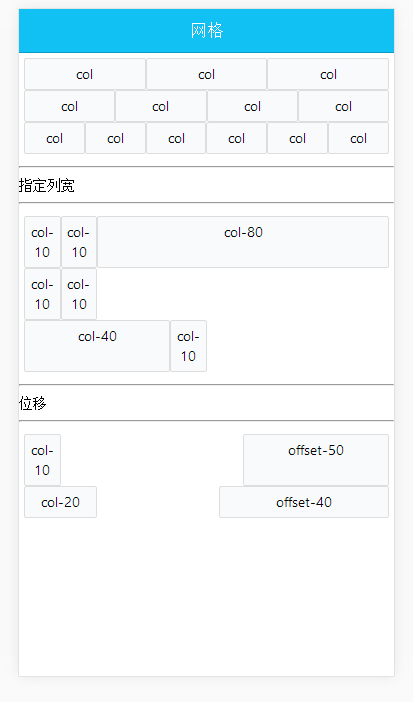 网格
col col col
col col col col
col col col col col col
指定列宽
col- col- col-80
10 10
col- col-
10 10
col-40 col-
10
位移
col- offset-50
10
col-20 offset-40